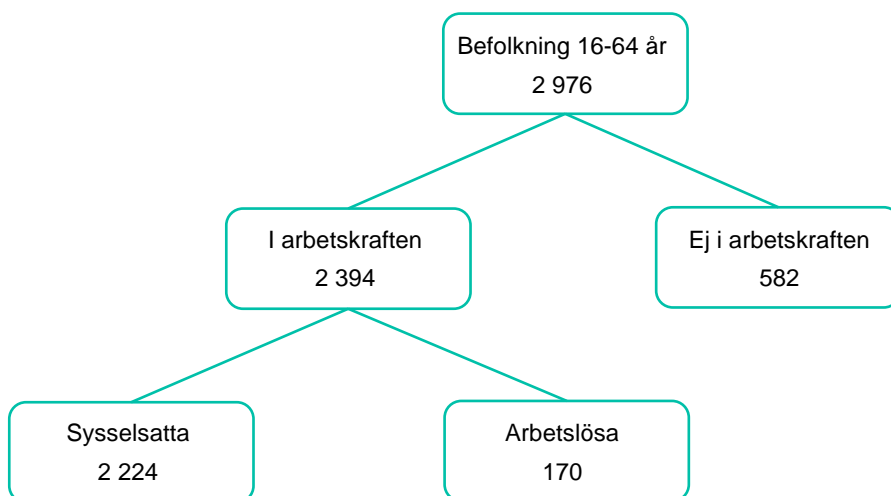 Befolkning 16-64 år
2 976
I arbetskraften
2 394
Ej i arbetskraften
582
Sysselsatta
2 224
Arbetslösa
170